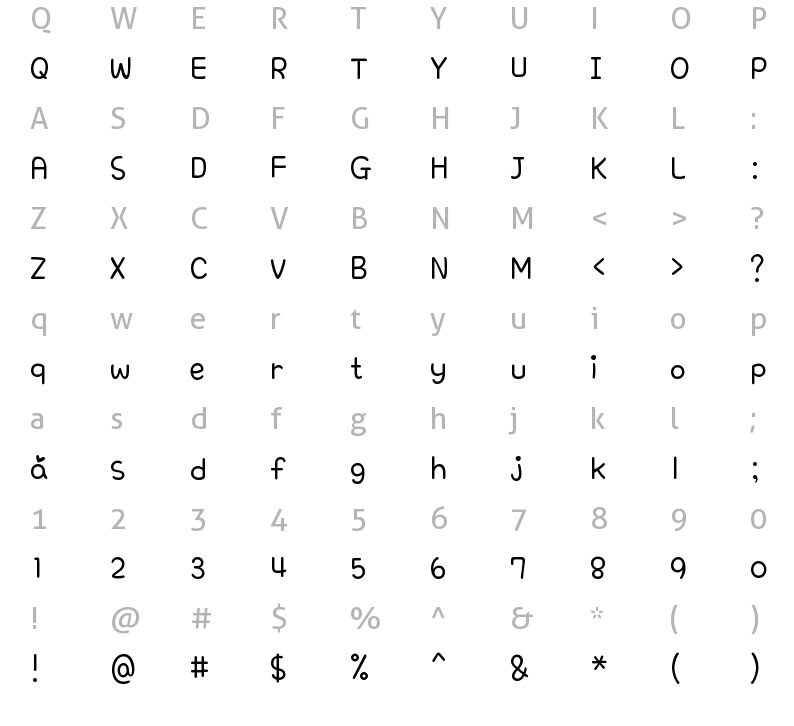 Q W E R T Y U I O P
Q W E R T Y U I O P
A S D F G H J K L :
A S D F G H J K L :
Z X C V B N M < > ?
Z X C V B N M < > ?
q w e r t y u i o p
q w e r t y u i o p
a s d f g h j k l ;
a s d f g h j k l ;
1 2 3 4 5 6 7 8 9 0
1 2 3 4 5 6 7 8 9 0
! @ # $ % ^ & * ( )
! @ # $ % ^ & * ( )